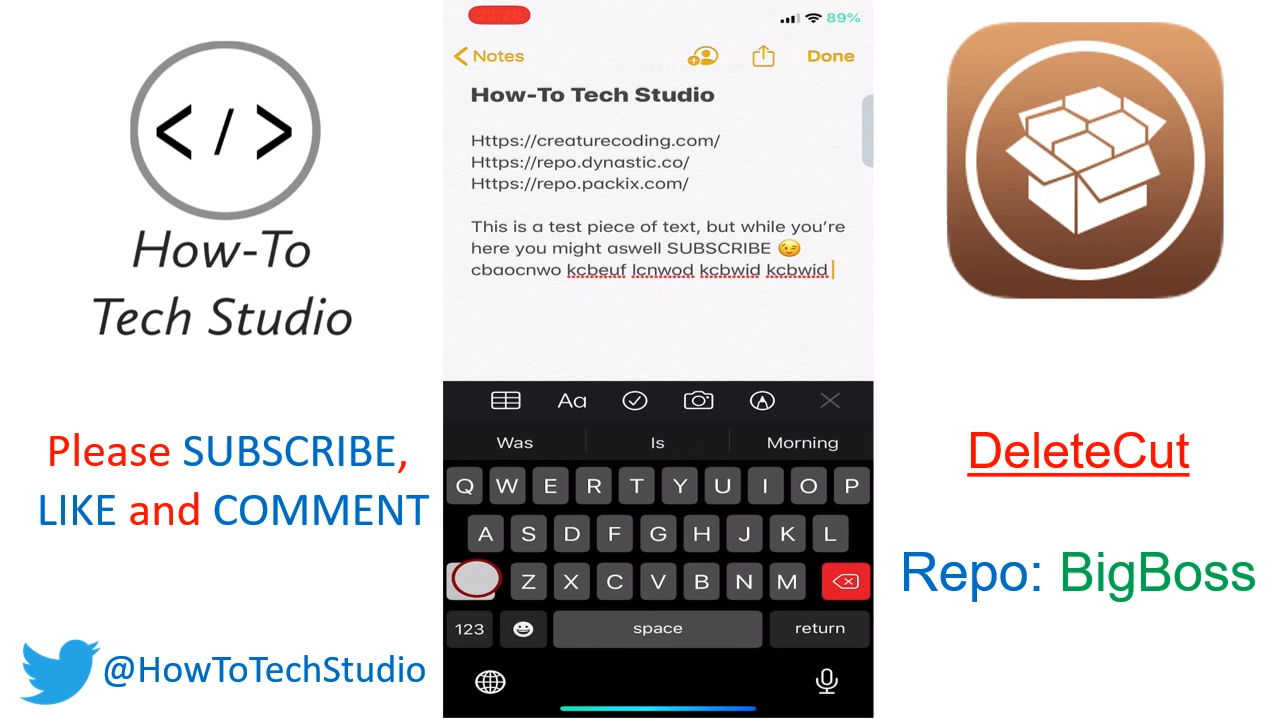 </>
How-To
Tech Studio
Please SUBSCRIBE,
LIKE and COMMENT
@HowToTechStudio
89%
Notes
Done
How-To Tech Studio
Https://creaturecoding.com/
Https://repo.dynastic.co/
Https://repo.packix.com/
This is a test piece of text, but while you’re
here you might aswell SUBSCRIBE 😉
cbaocnwo kcbeuf lcnwod kcbwid kcbwid
Aa
Was Is Morning
Q W E R T Y U I O P
A S D F G H J K L
Z X C V B N M
123 space return
DeleteCut
Repo: BigBoss